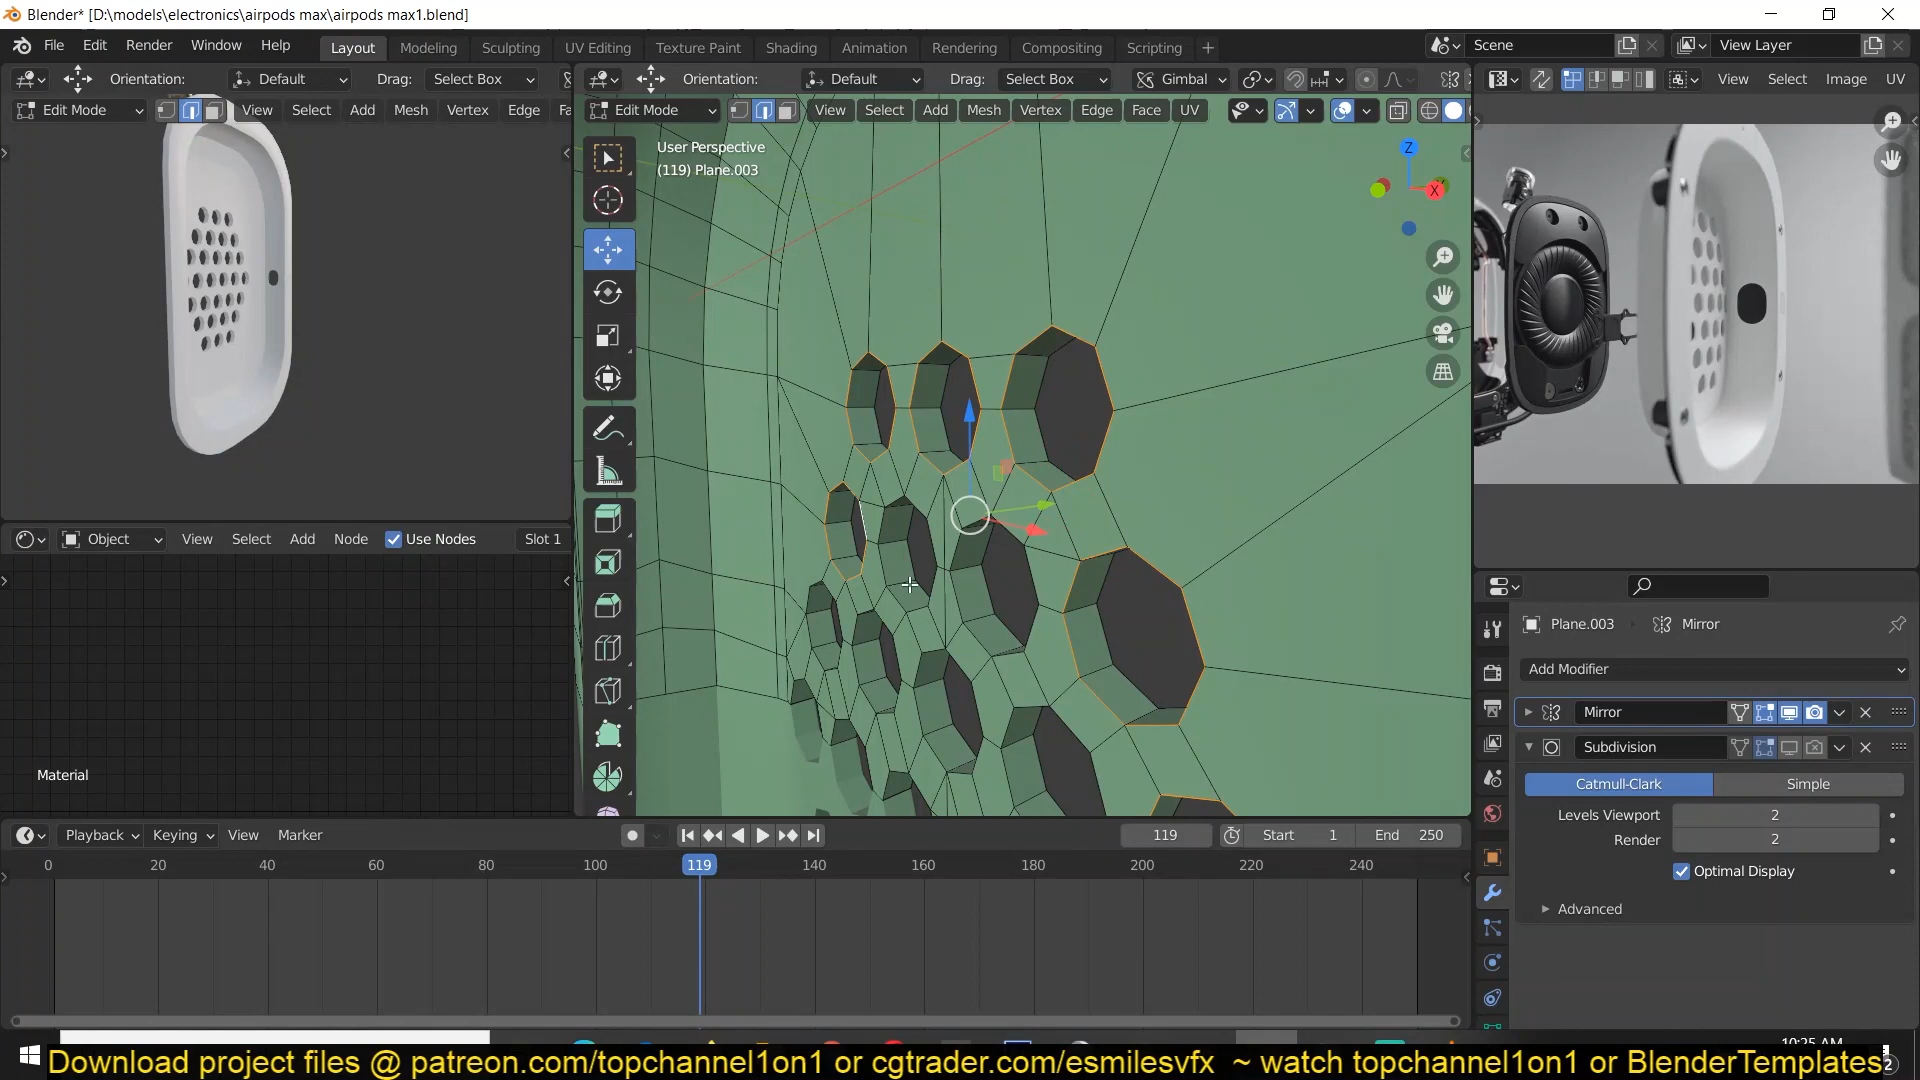 Blender* [D:\models\electronics\airpods max\airpods max1.blend]
File Edit Render Window Help Layout Modeling Sculpting UV Editing Texture Paint Shading Animation Rendering Compositing Scripting + Scene View Layer
Orientation: Default Drag: Select Box Orientation: Default Drag: Select Box Gimbal View Select Image UV
Edit Mode View Select Add Mesh Vertex Edge Fa Edit Mode View Select Add Mesh Vertex Edge Face UV
User Perspective
(119) Plane.003
Z
X
Object View Select Add Node Use Nodes Slot 1
Plane.003 Mirror
Add Modifier
Mirror
Subdivision
Catmull-Clark Simple
Levels Viewport 2
Render 2
Optimal Display
Advanced
Material
Playback Keying View Marker 119 Start 1 End 250
0 20 40 60 80 100 119 140 160 180 200 220 240
10:25 AM
Download project files @ patreon.com/topchannel1on1 or cgtrader.com/esmilesvfx ~ watch topchannel1on1 or BlenderTemplates
2